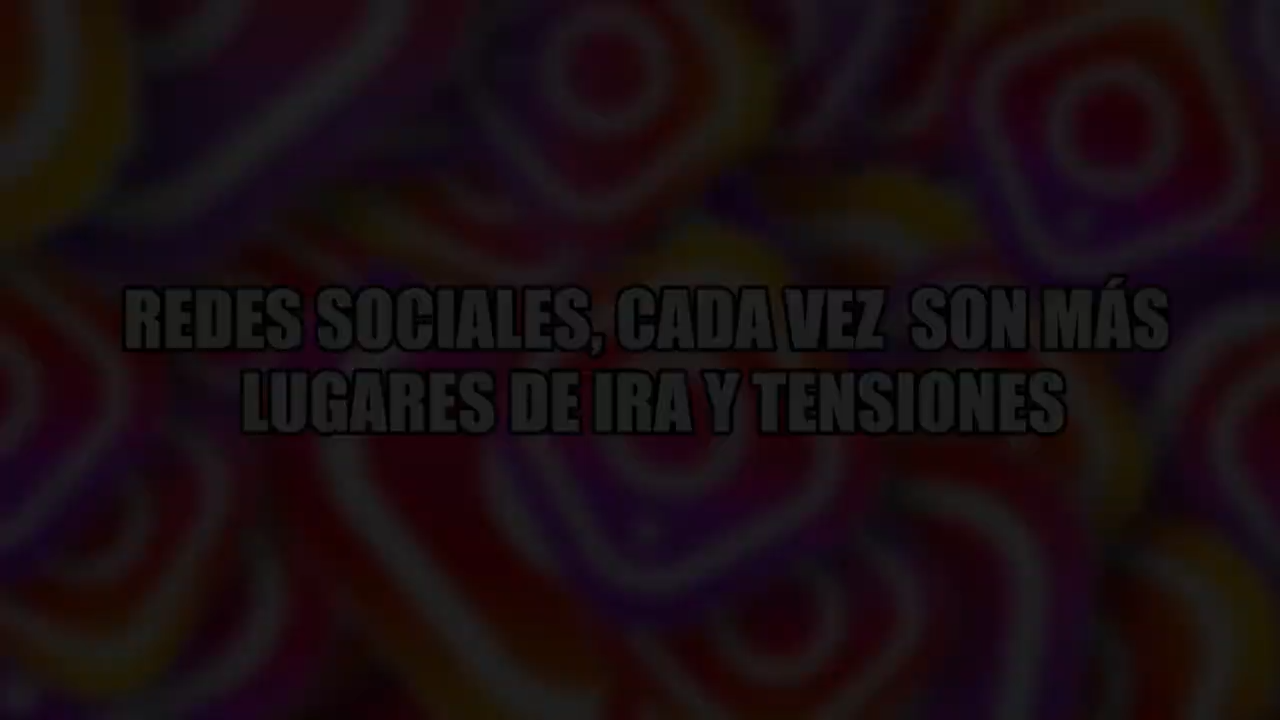 REDES SOCIALES, CADA VEZ  SON MÁS
LUGARES DE IRA Y TENSIONES